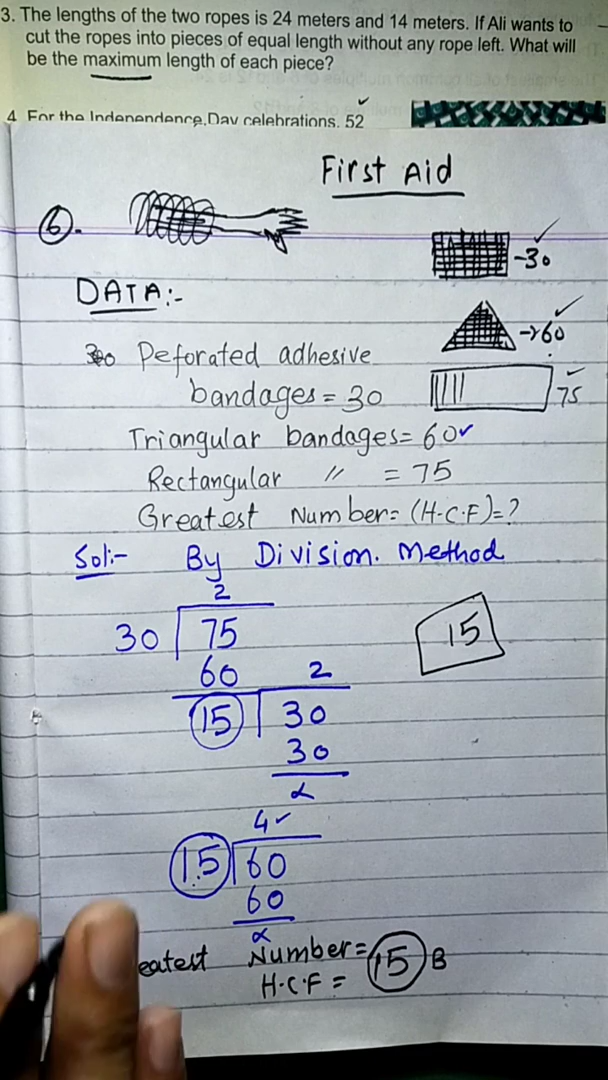 3. The lengths of the two ropes is 24 meters and 14 meters. If Ali wants to
cut the ropes into pieces of equal length without any rope left. What will
be the maximum length of each piece?
4. For the Independence Day celebrations, 52
First Aid
6.
-30
DATA:-
→60
Peforated adhesive
bandages = 30
75
Triangular bandages= 60
Rectangular 〃 = 75
Greatest Number= (H.C.F)=?
Sol:- By Division. Method
2
30 75
15
60 2
15 30
30
4
15 60
60
eatest Number= 15 B
H.C.F =